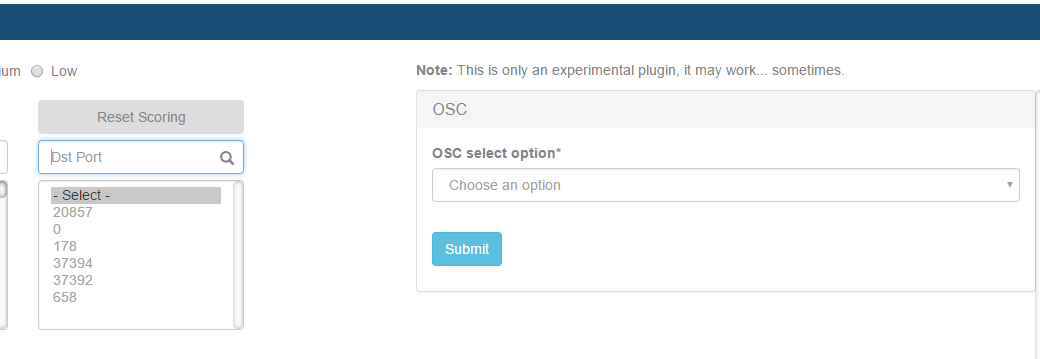 ium Low
Note: This is only an experimental plugin, it may work... sometimes.
Reset Scoring
OSC
Dst Port
OSC select option*
Choose an option
- Select -
20857
0
178
37394
37392
658
Submit